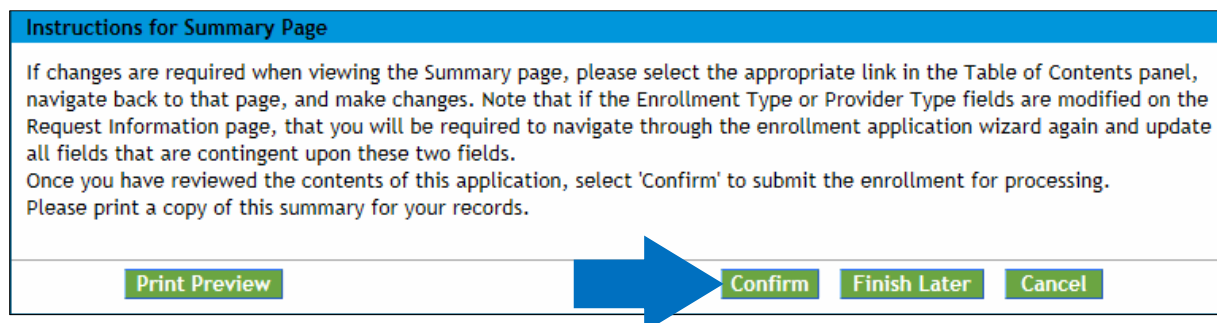 Instructions for Summary Page
If changes are required when viewing the Summary page, please select the appropriate link in the Table of Contents panel,
navigate back to that page, and make changes. Note that if the Enrollment Type or Provider Type fields are modified on the
Request Information page, that you will be required to navigate through the enrollment application wizard again and update
all fields that are contingent upon these two fields.
Once you have reviewed the contents of this application, select 'Confirm' to submit the enrollment for processing.
Please print a copy of this summary for your records.
Print Preview Confirm Finish Later Cancel